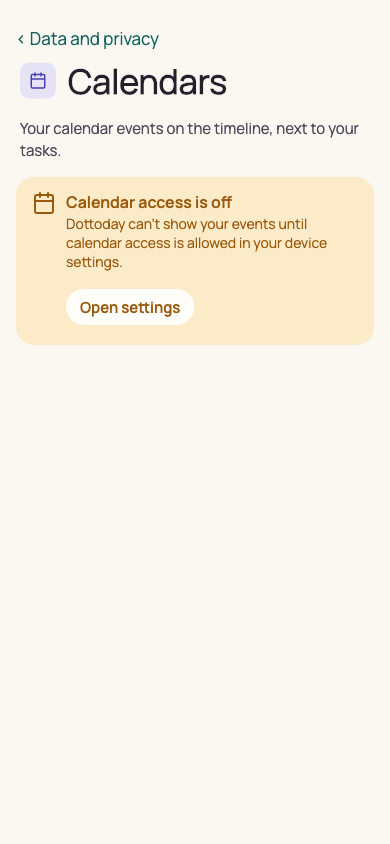 ‹ Data and privacy
Calendars
Your calendar events on the timeline, next to your
tasks.
Calendar access is off
Dottoday can't show your events until
calendar access is allowed in your device
settings.
Open settings